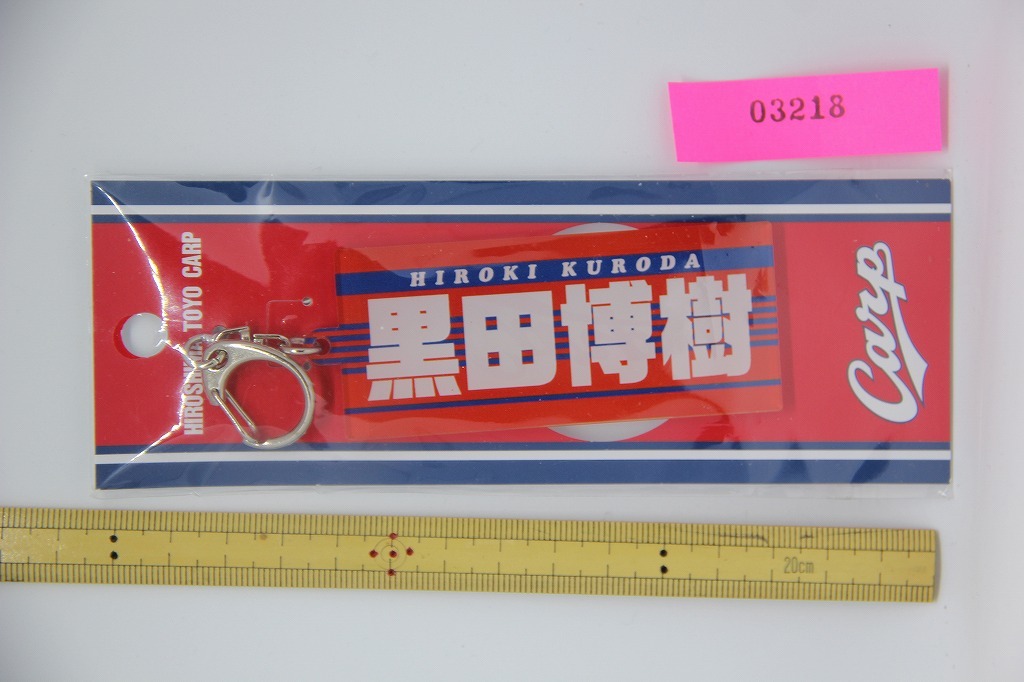 03218
HIROSHIMA TOYO CARP
HIROKI KURODA
黒田博樹
Carp
20cm